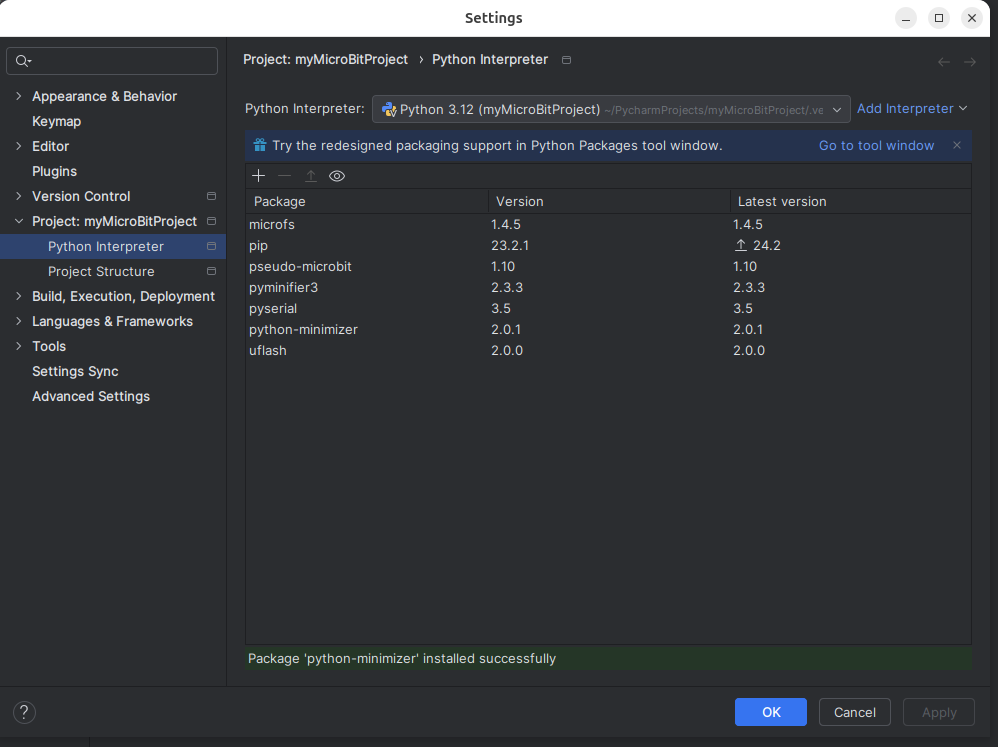 Settings
Project: myMicroBitProject › Python Interpreter
Appearance & Behavior
Keymap
Editor
Plugins
Version Control
Project: myMicroBitProject
Python Interpreter
Project Structure
Build, Execution, Deployment
Languages & Frameworks
Tools
Settings Sync
Advanced Settings
Python Interpreter: Python 3.12 (myMicroBitProject) ~/PycharmProjects/myMicroBitProject/.ve Add Interpreter
Try the redesigned packaging support in Python Packages tool window. Go to tool window
Package Version Latest version
microfs 1.4.5 1.4.5
pip 23.2.1 24.2
pseudo-microbit 1.10 1.10
pyminifier3 2.3.3 2.3.3
pyserial 3.5 3.5
python-minimizer 2.0.1 2.0.1
uflash 2.0.0 2.0.0
Package 'python-minimizer' installed successfully
? OK Cancel Apply